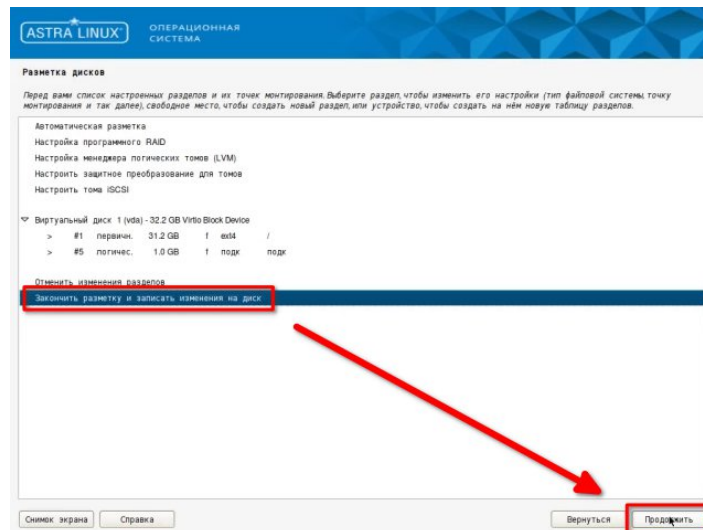 ASTRA LINUX®
ОПЕРАЦИОННАЯ
СИСТЕМА
Разметка дисков
Перед вами список настроенных разделов и их точек монтирования. Выберите раздел, чтобы изменить его настройки (тип файловой системы, точку
монтирования и так далее), свободное место, чтобы создать новый раздел, или устройство, чтобы создать на нём новую таблицу разделов.
Автоматическая разметка
Настройка программного RAID
Настройка менеджера логических томов (LVM)
Настроить защитное преобразование для томов
Настроить тома iSCSI
Виртуальный диск 1 (vda) - 32.2 GB Virtio Block Device
> #1 первичн. 31.2 GB f ext4 /
> #5 логичес. 1.0 GB f подк подк
Отменить изменения разделов
Закончить разметку и записать изменения на диск
Снимок экрана Справка Вернуться Продолжить